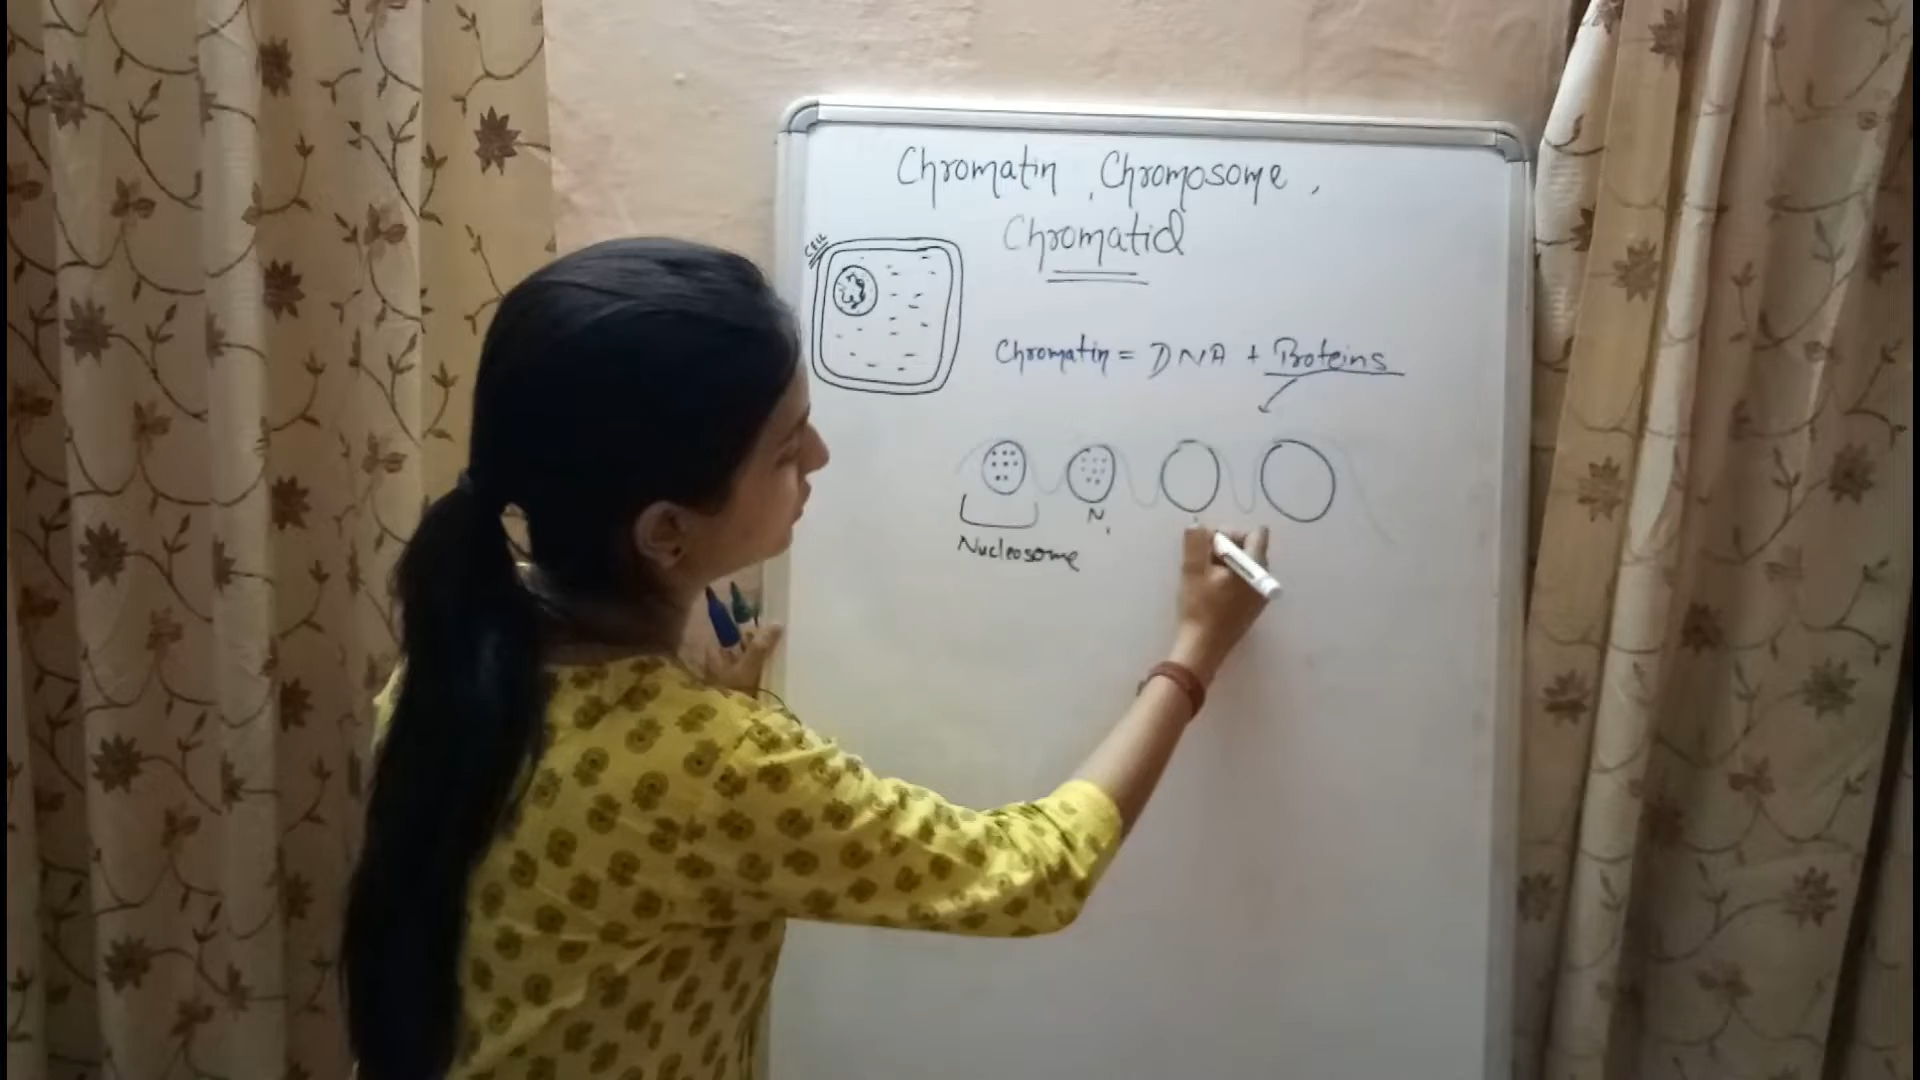 Chromatin, Chromosome,
Chromatid
CELL
Chromatin = DNA + Proteins
N
Nucleosome